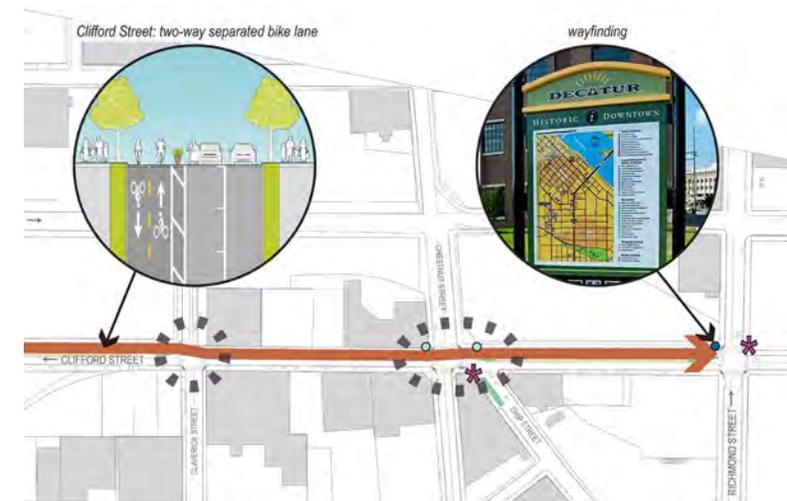 Clifford Street: two-way separated bike lane
wayfinding
DECATUR
HISTORIC i DOWNTOWN
CHESTNUT STREET
← CLIFFORD STREET
CLAVERICK STREET
SHIP STREET
RICHMOND STREET →